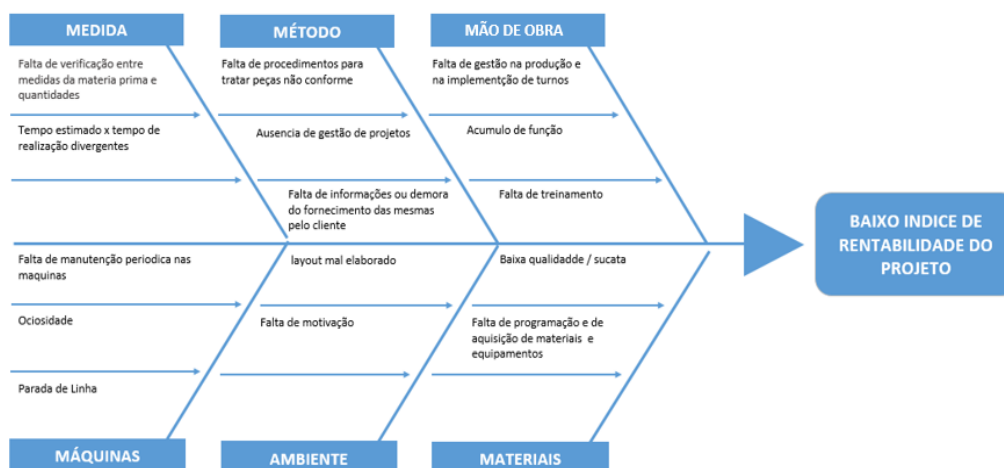 MEDIDA
MÉTODO
MÃO DE OBRA
Falta de verificação entre
medidas da materia prima e
quantidades
Falta de procedimentos para
tratar peças não conforme
Falta de gestão na produção e
na implementção de turnos
Tempo estimado x tempo de
realização divergentes
Ausencia de gestão de projetos
Acumulo de função
Falta de informações ou demora
do fornecimento das mesmas
pelo cliente
Falta de treinamento
BAIXO INDICE DE
RENTABILIDADE DO
PROJETO
Falta de manutenção periodica nas
maquinas
layout mal elaborado
Baixa qualidadde / sucata
Ociosidade
Falta de motivação
Falta de programação e de
aquisição de materiais e
equipamentos
Parada de Linha
MÁQUINAS
AMBIENTE
MATERIAIS